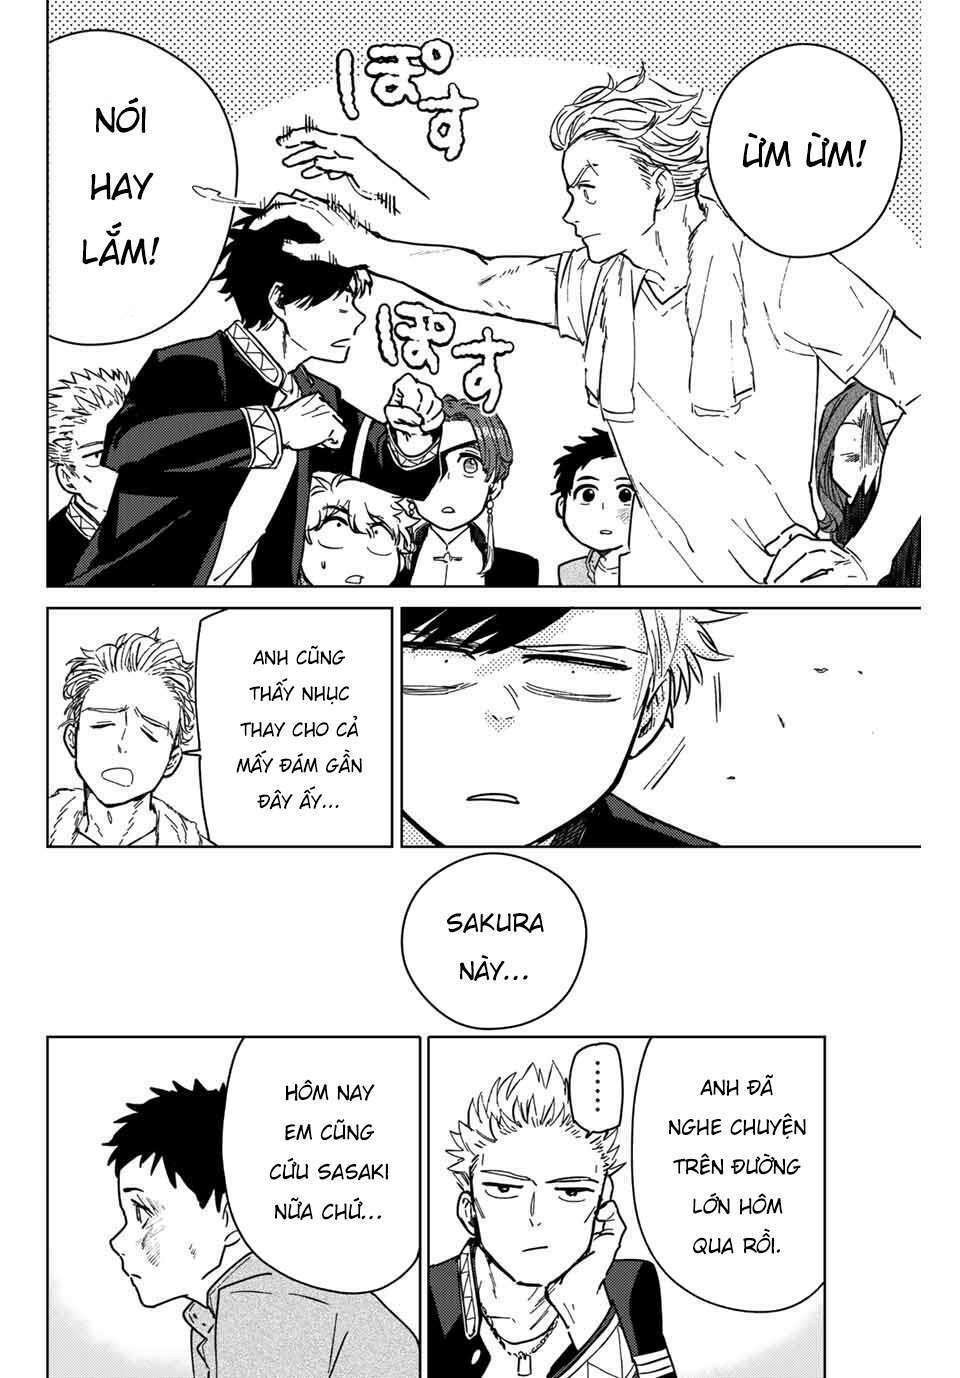 ỪM ỪM!
ぽす
NÓI
HAY
LẮM!
ぽす
ANH CŨNG
THẤY NHỤC
THAY CHO CẢ
MẤY ĐÁM GẦN
ĐÂY ẤY...
SAKURA
NÀY...
ANH ĐÃ
NGHE CHUYỆN
TRÊN ĐƯỜNG
LỚN HÔM
QUA RỒI.
......
HÔM NAY
EM CŨNG
CỨU SASAKI
NỮA CHỨ...